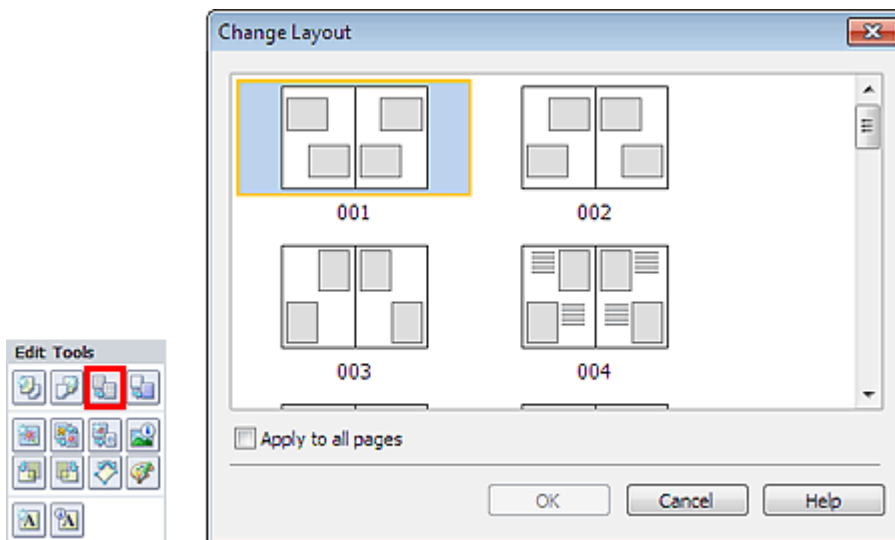 Change Layout
001
002
003
004
Apply to all pages
OK
Cancel
Help
Edit Tools
A
A